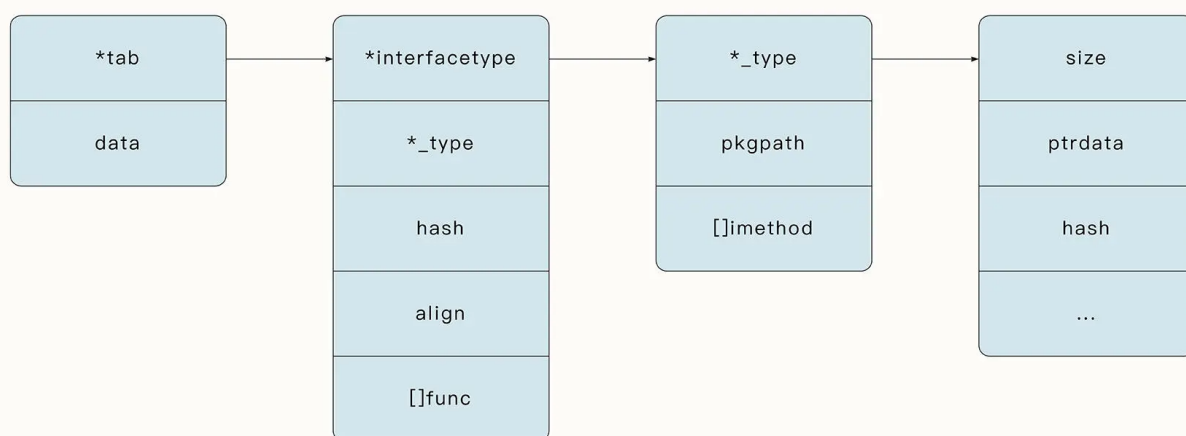 *tab
data
*interfacetype
*_type
hash
align
[]func
*_type
pkgpath
[]imethod
size
ptrdata
hash
...